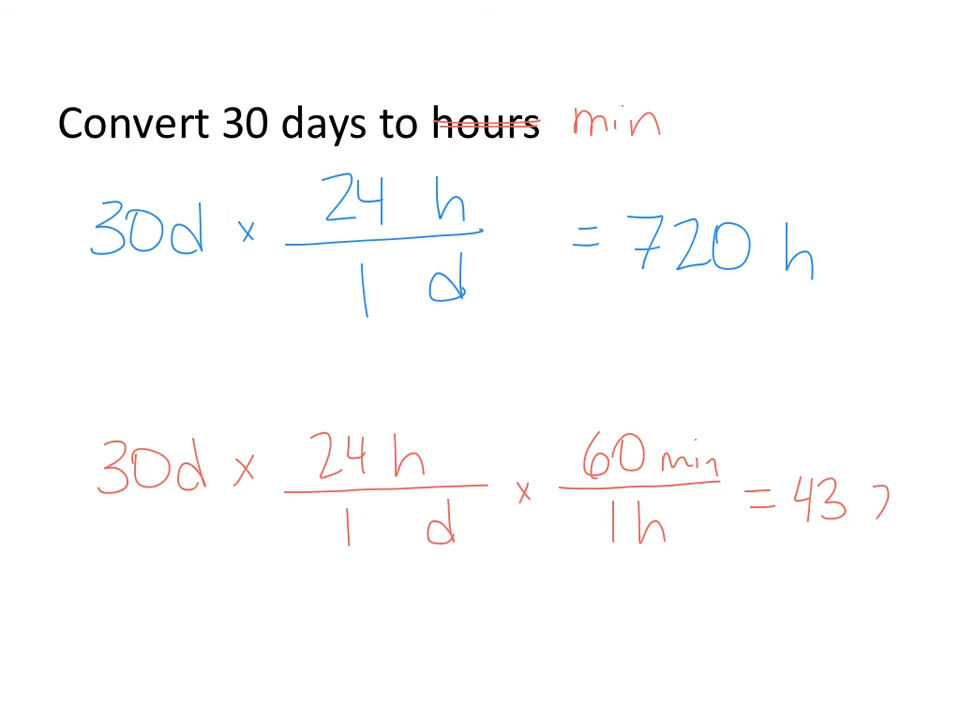 Convert 30 days to hours min
30d × 24 h / 1 d = 720 h
30d × 24 h / 1 d × 60 min / 1 h = 43